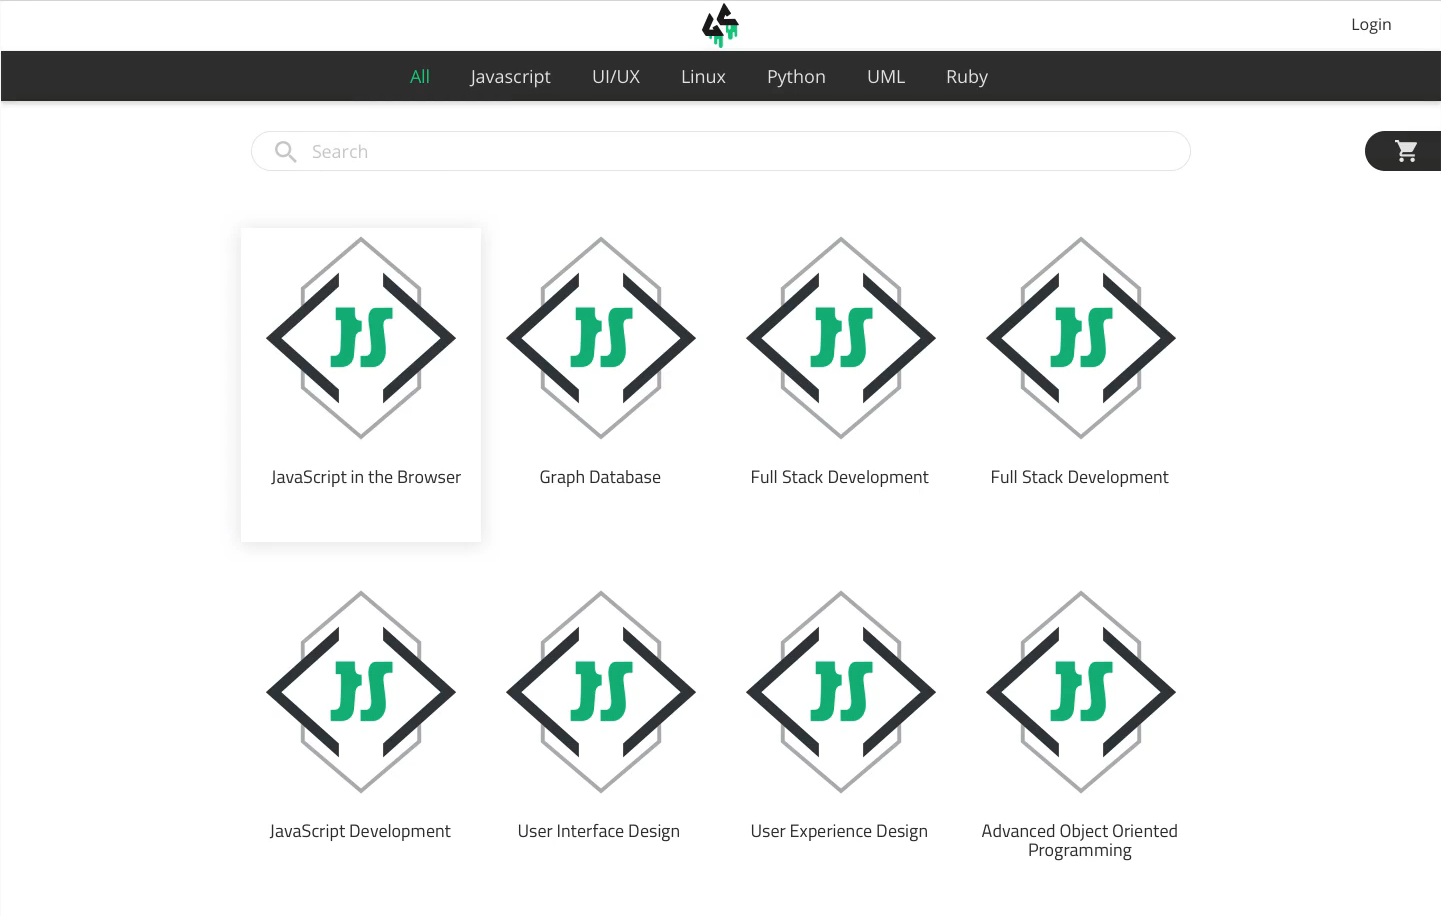 Login
All
Javascript
UI/UX
Linux
Python
UML
Ruby
Search
JS
JS
JS
JS
JavaScript in the Browser
Graph Database
Full Stack Development
Full Stack Development
JS
JS
JS
JS
JavaScript Development
User Interface Design
User Experience Design
Advanced Object Oriented
Programming